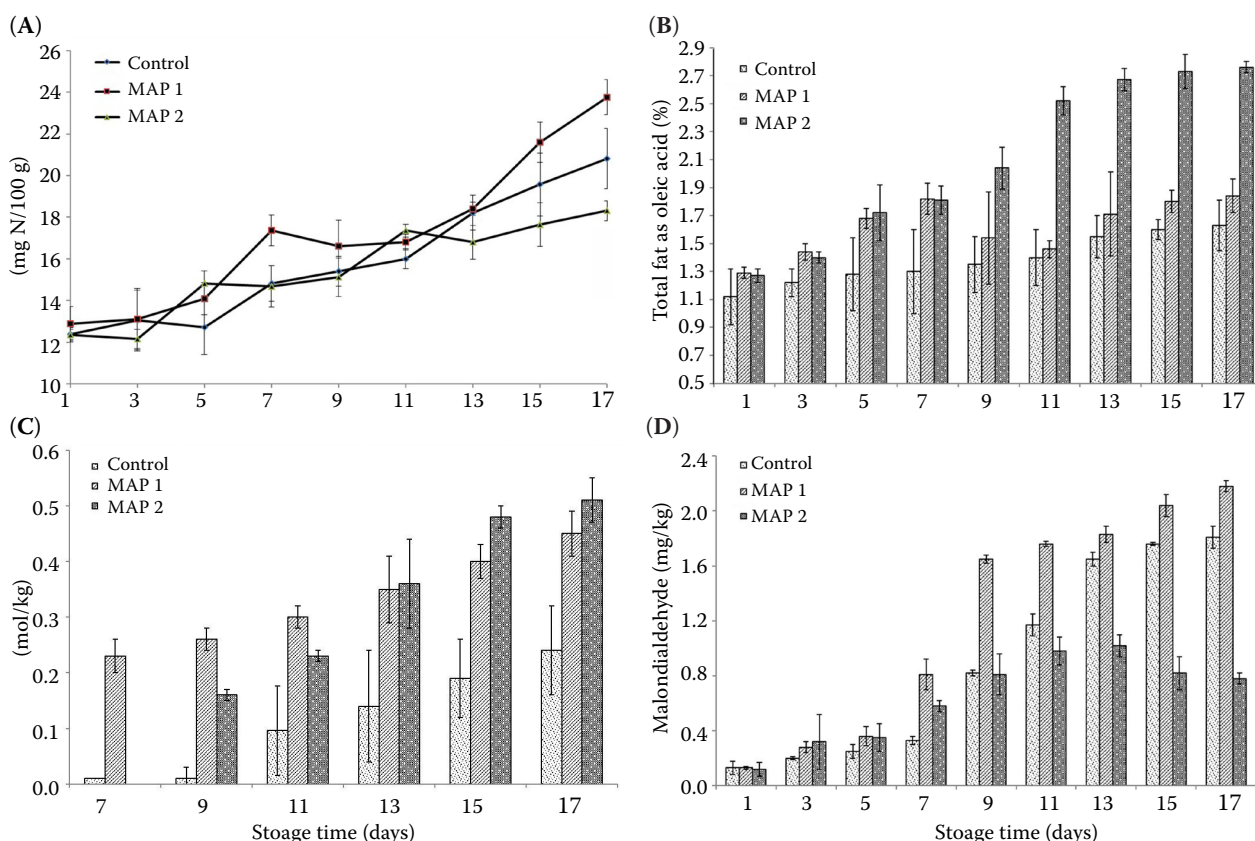 (A)
(mg N/100 g)
26
24
22
20
18
16
14
12
10
Control
MAP 1
MAP 2
1 3 5 7 9 11 13 15 17
(B)
Total fat as oleic acid (%)
2.9
2.7
2.5
2.3
2.1
1.9
1.7
1.5
1.3
1.1
0.9
0.7
0.5
Control
MAP 1
MAP 2
1 3 5 7 9 11 13 15 17
(C)
(mol/kg)
0.6
0.5
0.4
0.3
0.2
0.1
0.0
Control
MAP 1
MAP 2
7 9 11 13 15 17
Stoage time (days)
(D)
Malondialdehyde (mg/kg)
2.4
2.0
1.6
1.2
0.8
0.4
0.0
Control
MAP 1
MAP 2
1 3 5 7 9 11 13 15 17
Stoage time (days)